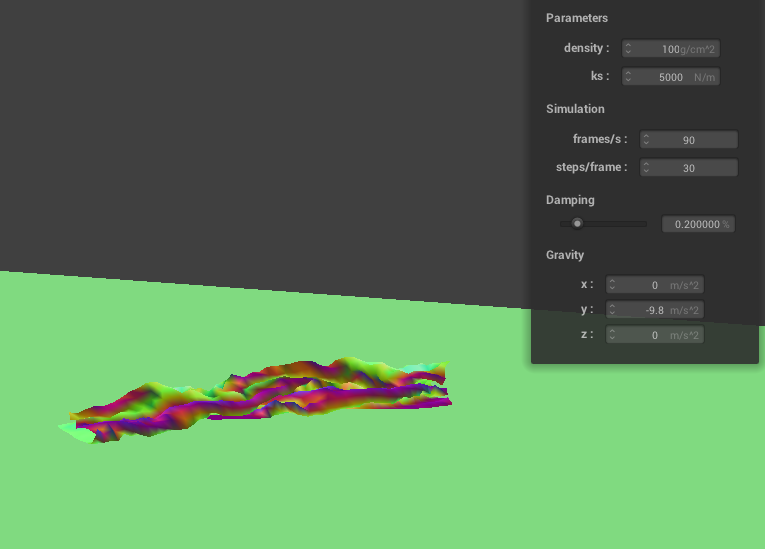 Parameters
density : 100 g/cm^2
ks : 5000 N/m
Simulation
frames/s : 90
steps/frame : 30
Damping
0.200000 %
Gravity
x : 0 m/s^2
y : -9.8 m/s^2
z : 0 m/s^2